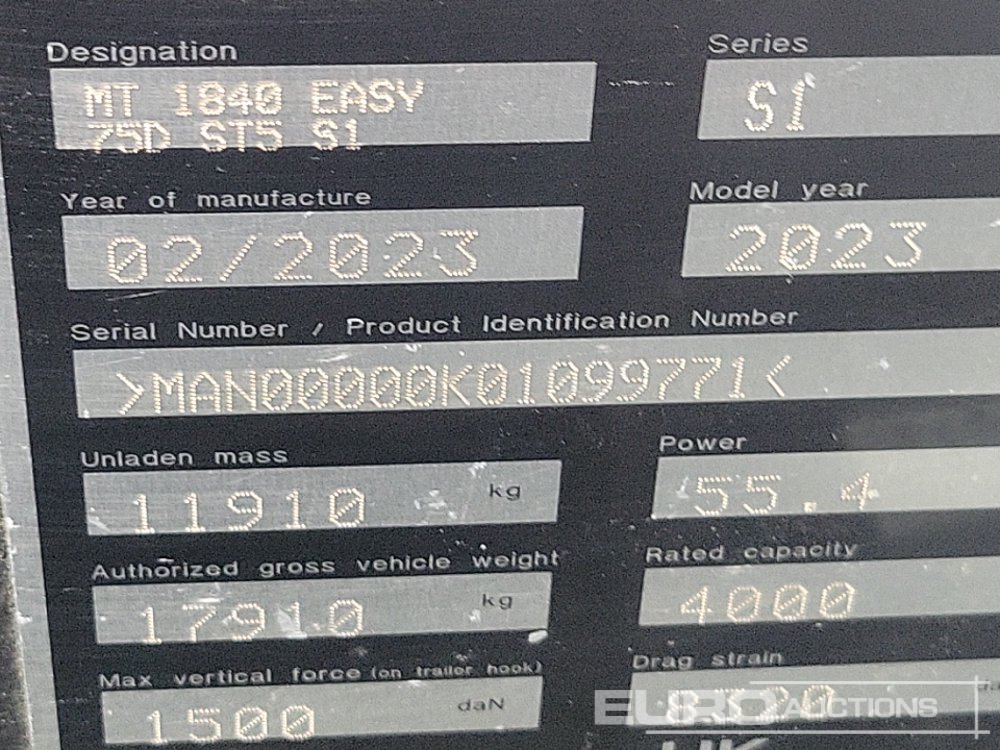 Designation
Series
MT 1840 EASY
75D ST5 S1
S1
Year of manufacture
Model year
02/2023
2023
Serial Number / Product Identification Number
>MAN00000K01099771<
Unladen mass
Power
11910 kg
55.4
Authorized gross vehicle weight
Rated capacity
17910 kg
4000
Max vertical force (on trailer hook)
Drag strain
1500 daN
EURO AUCTIONS